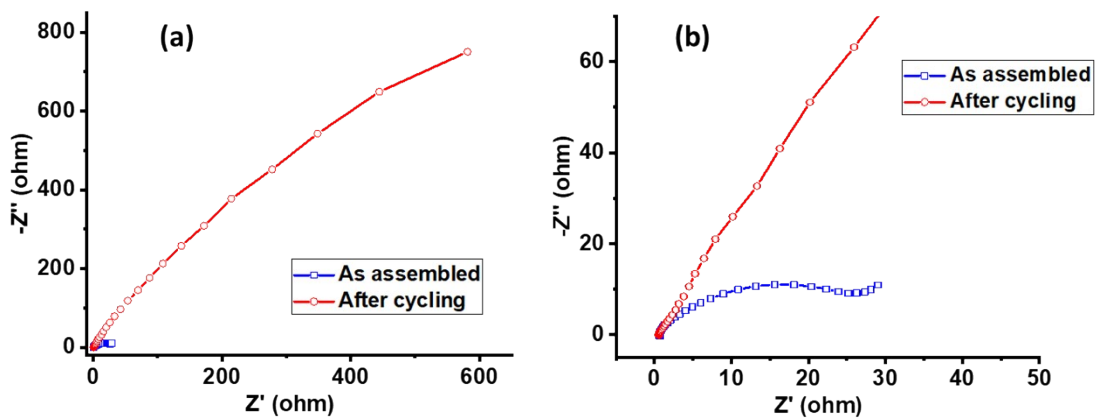 (a)
800
600
400
200
0
-Z'' (ohm)
As assembled
After cycling
0 200 400 600
Z' (ohm)
(b)
60
40
20
0
-Z'' (ohm)
As assembled
After cycling
0 10 20 30 40 50
Z' (ohm)